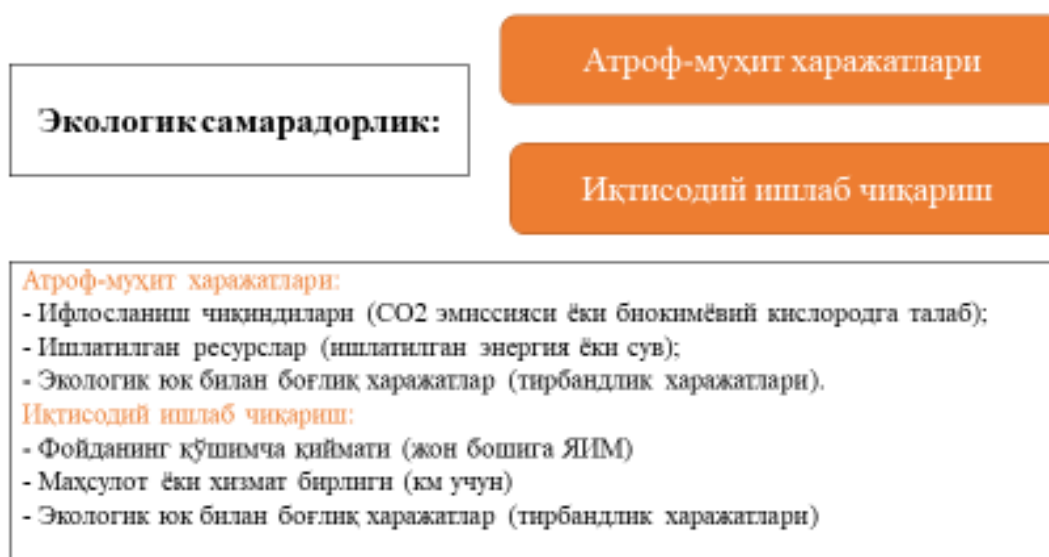 Экологик самарадорлик:
Атроф-муҳит харажатлари
Иқтисодий ишлаб чиқариш
Атроф-муҳит харажатлари:
- Ифлосланиш чиқиндилари (CO2 эмиссияси ёки биокимёвий кислородга талаб);
- Ишлатилган ресурслар (ишлатилган энергия ёки сув);
- Экологик юк билан боғлиқ харажатлар (тирбандлик харажатлари).
Иқтисодий ишлаб чиқариш:
- Фойданинг қўшимча қиймати (жон бошига ЯИМ)
- Маҳсулот ёки хизмат бирлиги (км учун)
- Экологик юк билан боғлиқ харажатлар (тирбандлик харажатлари)